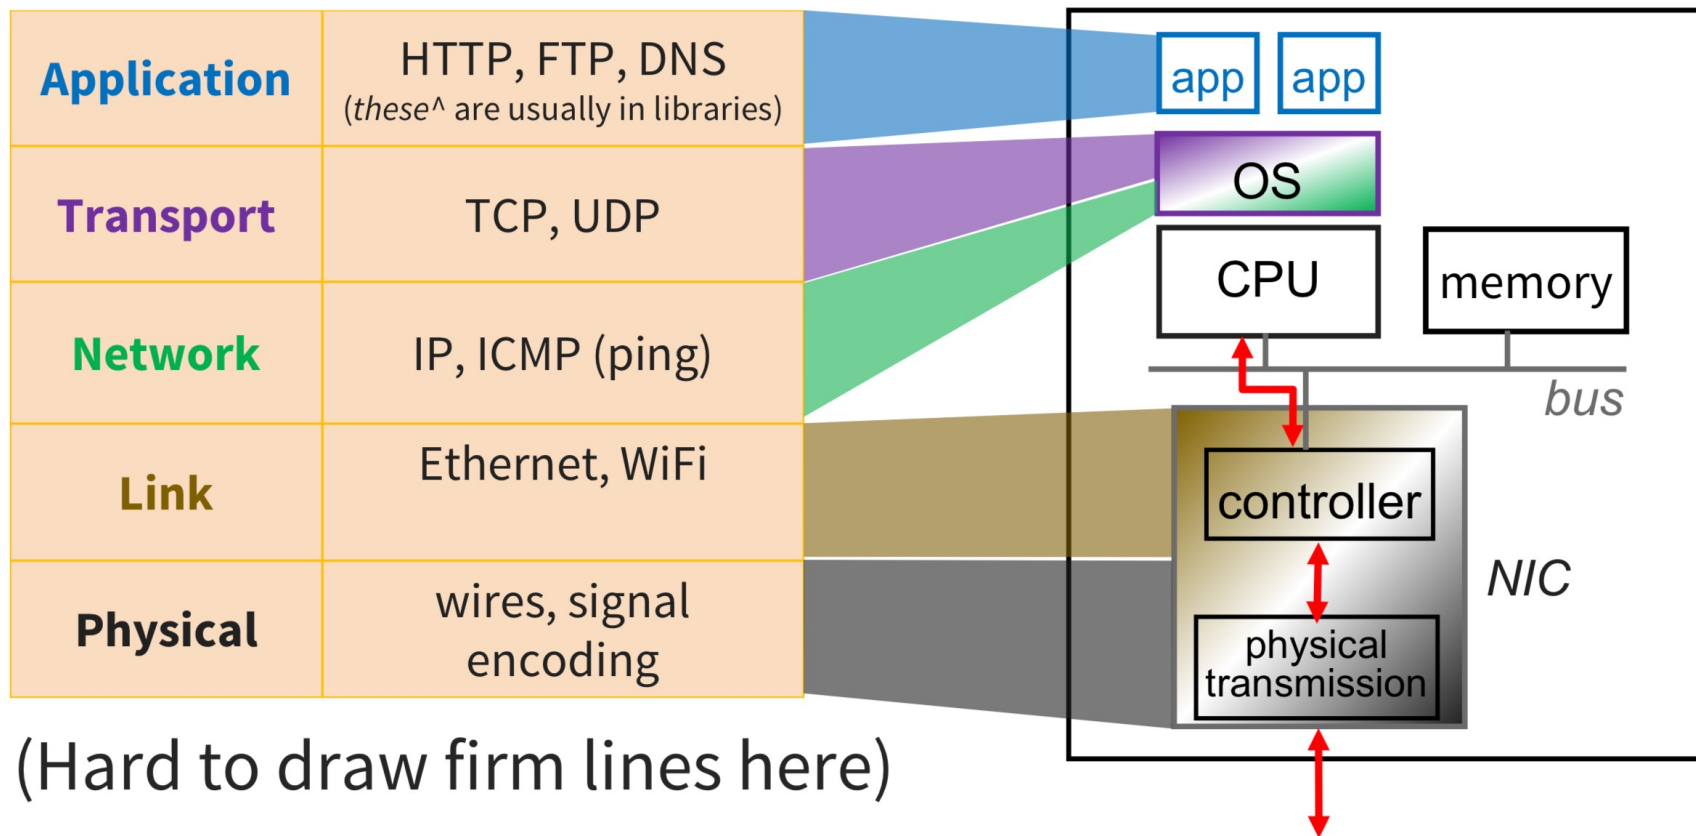 Application
HTTP, FTP, DNS
(these^ are usually in libraries)
Transport
TCP, UDP
Network
IP, ICMP (ping)
Link
Ethernet, WiFi
Physical
wires, signal
encoding
(Hard to draw firm lines here)
app
app
OS
CPU
memory
bus
controller
NIC
physical
transmission